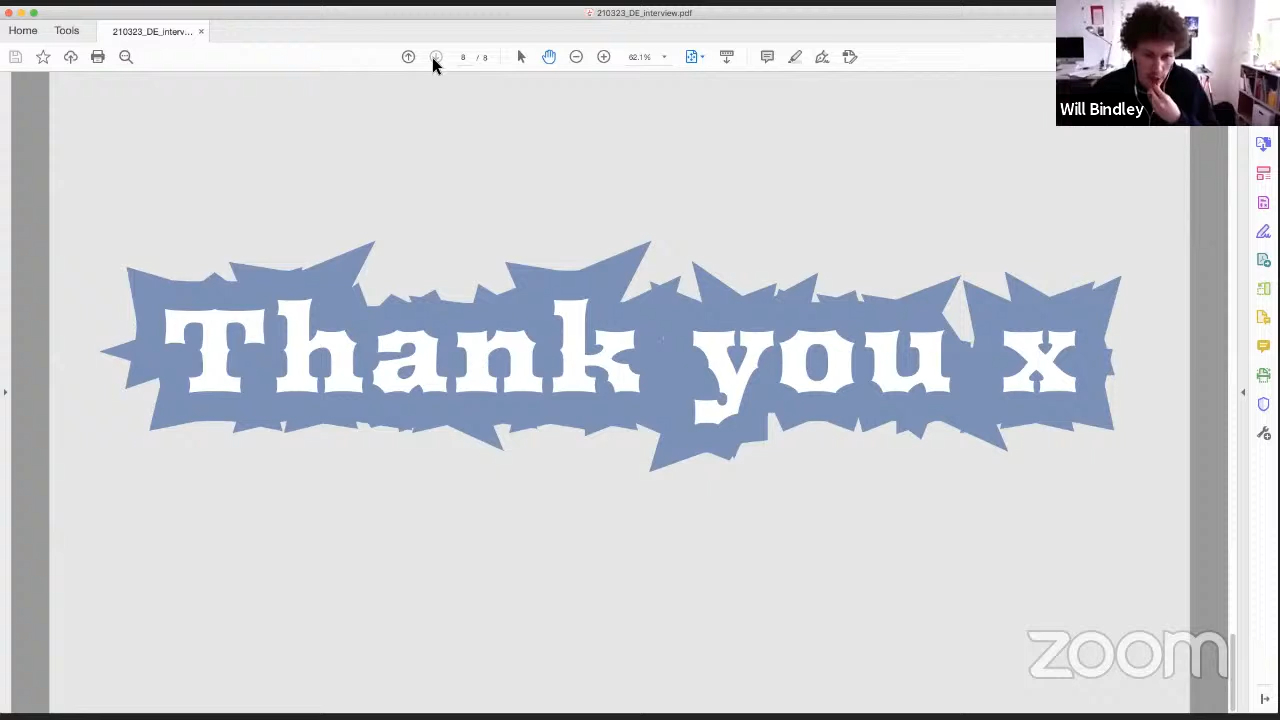 210323_DE_interview.pdf
Home
Tools
210323_DE_interv...
8 / 8
62.1%
Will Bindley
Thank you x
zoom